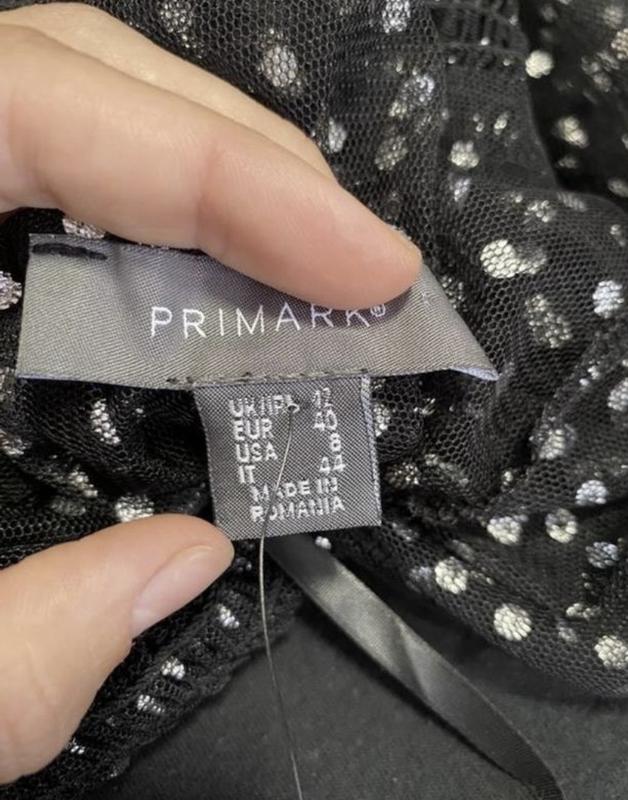 PRIMARK®
UK/IRL 12
EUR 40
USA 8
IT 44
MADE IN
ROMANIA